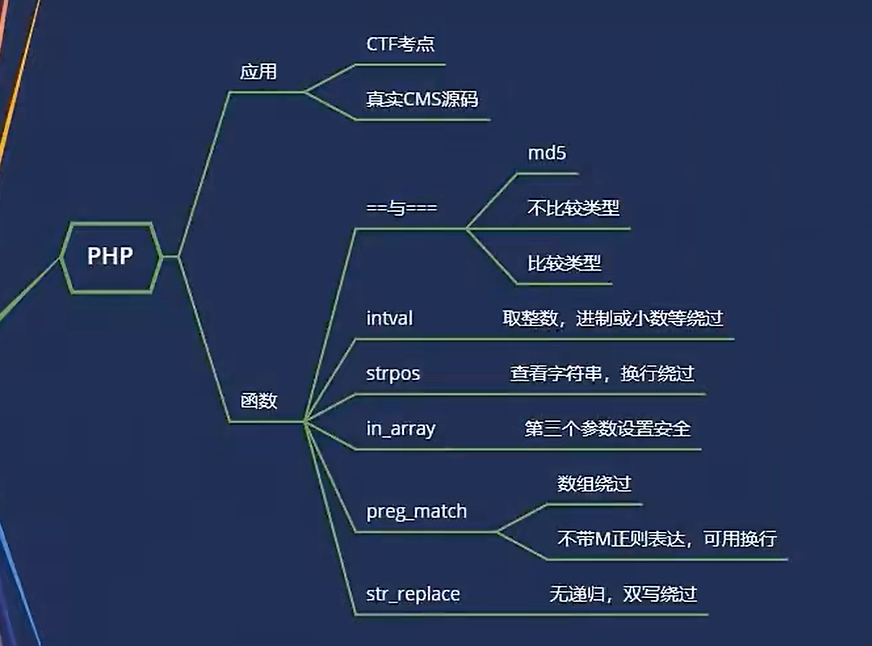 PHP
应用
CTF考点
真实CMS源码
函数
==与===
md5
不比较类型
比较类型
intval 取整数，进制或小数等绕过
strpos 查看字符串，换行绕过
in_array 第三个参数设置安全
preg_match
数组绕过
不带M正则表达，可用换行
str_replace 无递归，双写绕过